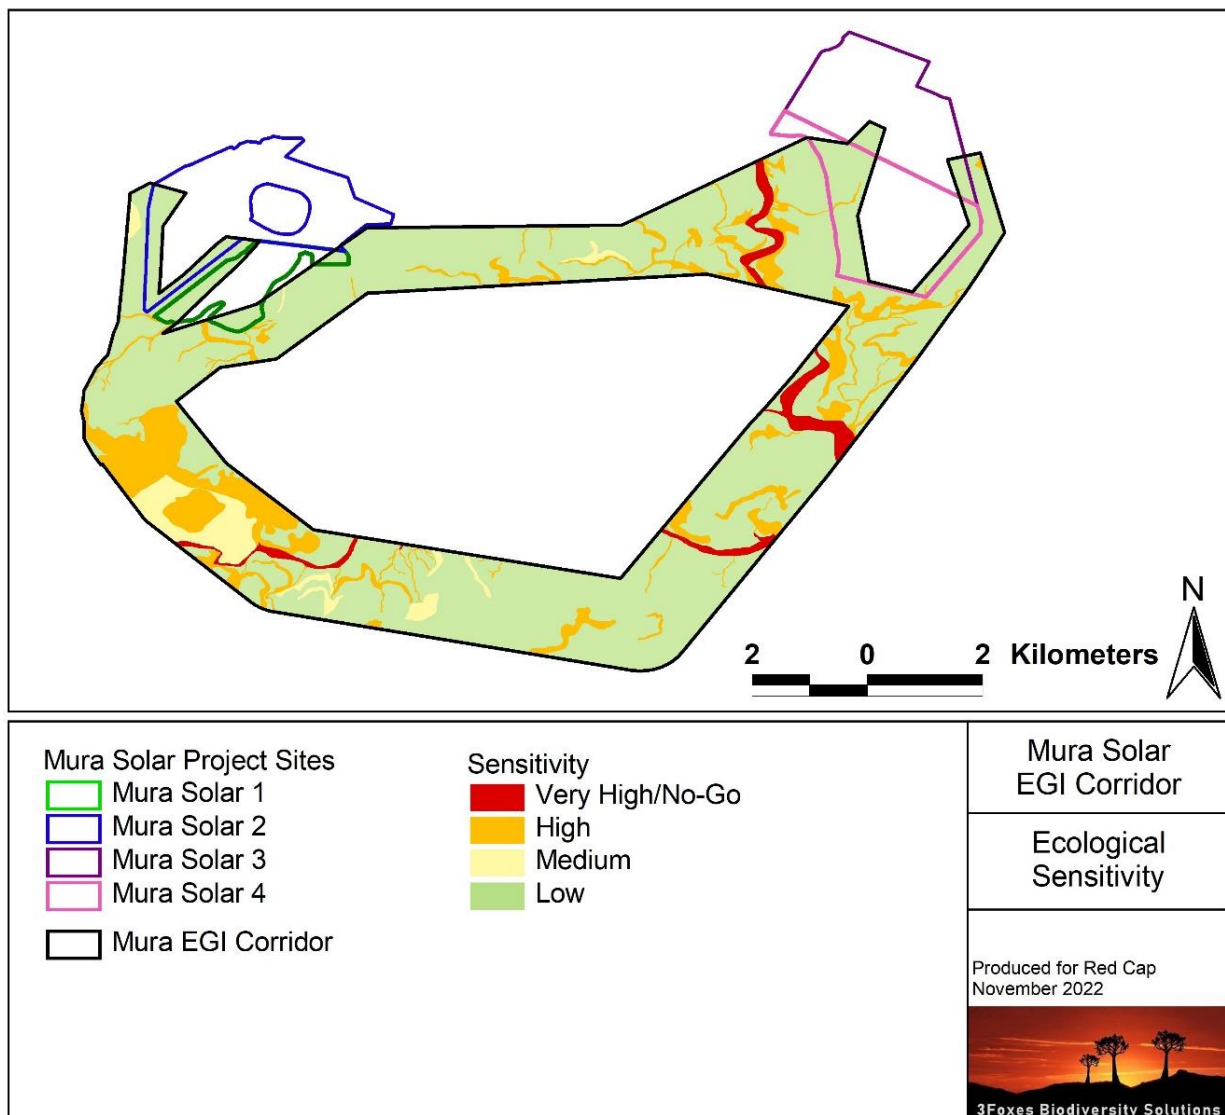 N
2 0 2 Kilometers
Mura Solar Project Sites
Mura Solar 1
Mura Solar 2
Mura Solar 3
Mura Solar 4
Mura EGI Corridor
Sensitivity
Very High/No-Go
High
Medium
Low
Mura Solar
EGI Corridor
Ecological
Sensitivity
Produced for Red Cap
November 2022
3Foxes Biodiversity Solutions